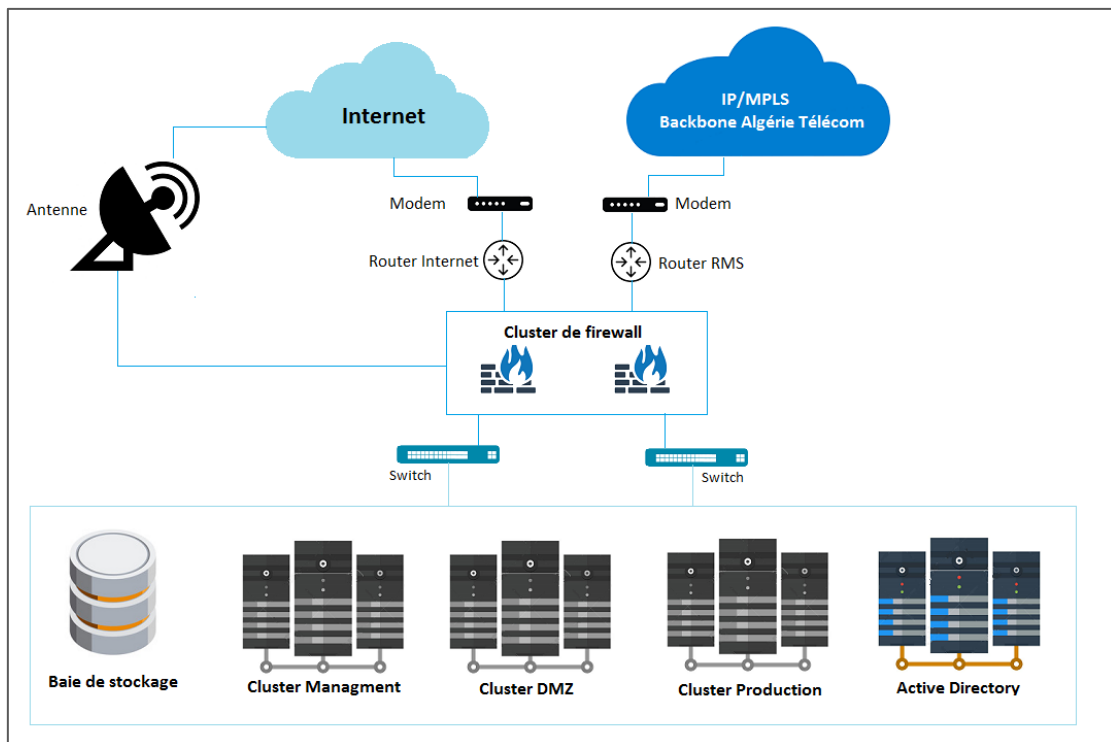 Internet
IP/MPLS
Backbone Algérie Télécom
Antenne
Modem
Modem
Router Internet
Router RMS
Cluster de firewall
Switch
Switch
Baie de stockage
Cluster Managment
Cluster DMZ
Cluster Production
Active Directory